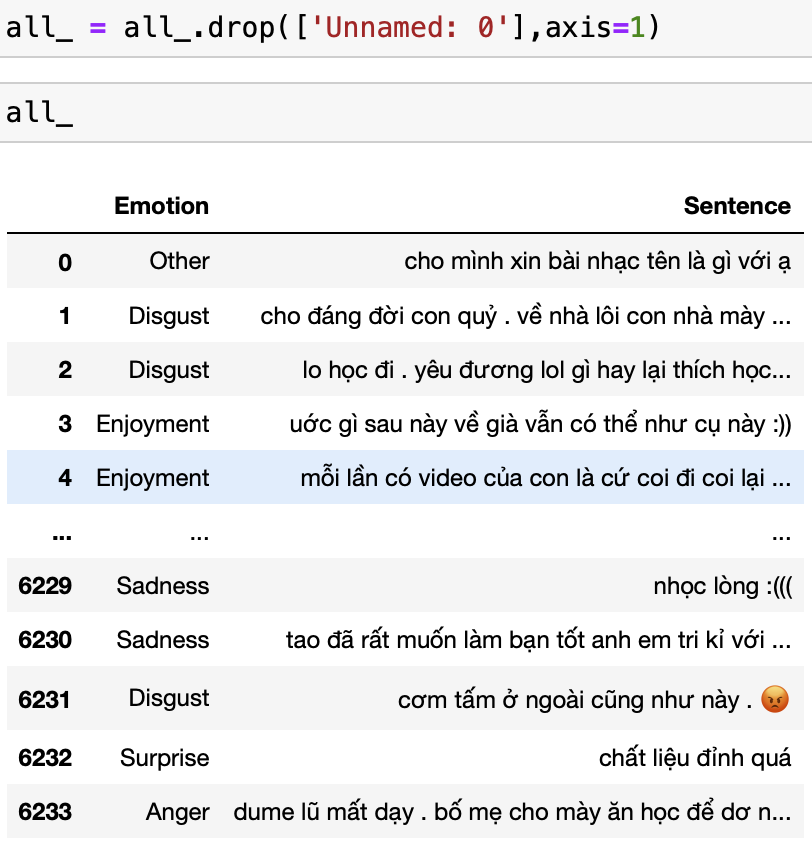 all_ = all_.drop(['Unnamed: 0'],axis=1)
all_
Emotion Sentence
0 Other cho mình xin bài nhạc tên là gì với ạ
1 Disgust cho đáng đời con quỷ . về nhà lôi con nhà mày ...
2 Disgust lo học đi . yêu đương lol gì hay lại thích học...
3 Enjoyment uớc gì sau này về già vẫn có thể như cụ này :))
4 Enjoyment mỗi lần có video của con là cứ coi đi coi lại ...
... ... ...
6229 Sadness nhọc lòng :(((
6230 Sadness tao đã rất muốn làm bạn tốt anh em tri kỉ với ...
6231 Disgust cơm tấm ở ngoài cũng như này . 😡
6232 Surprise chất liệu đỉnh quá
6233 Anger dume lũ mất dạy . bố mẹ cho mày ăn học để dơ n...